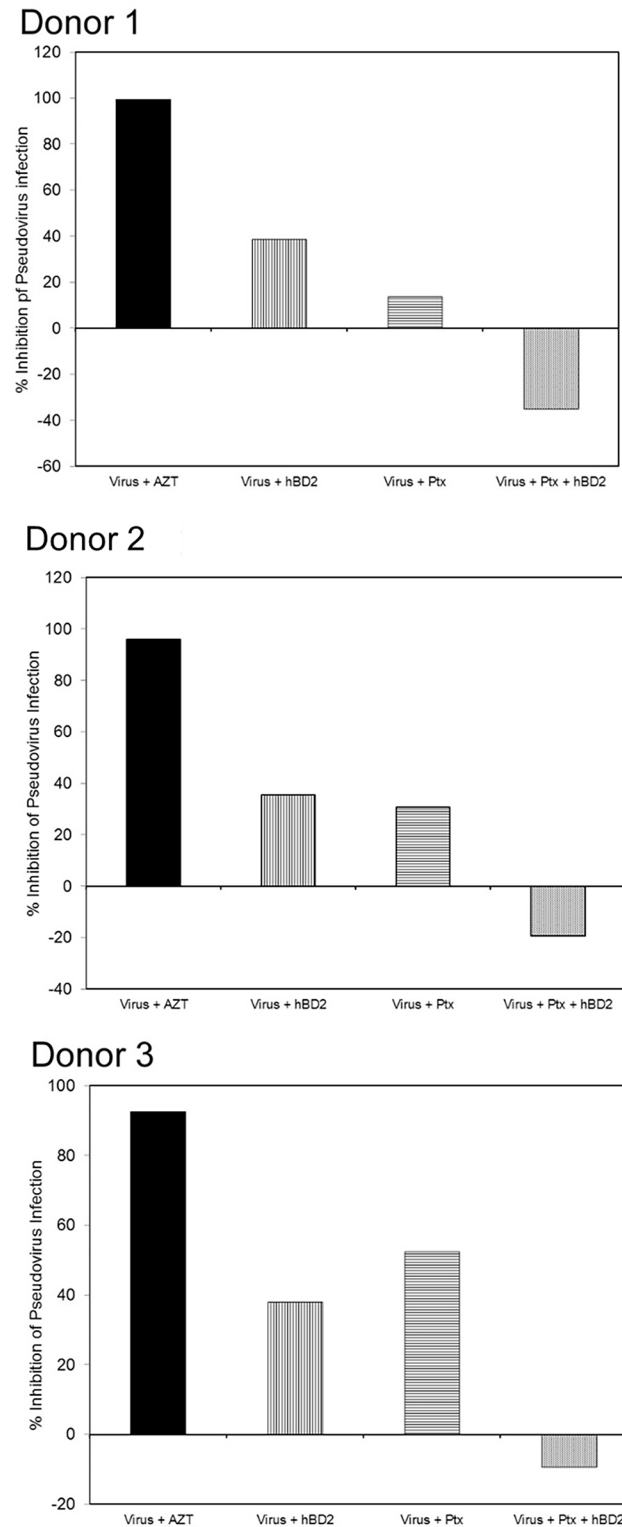 Donor 1
% Inhibition pf Pseudovirus infection
120
100
80
60
40
20
0
-20
-40
-60
Virus + AZT
Virus + hBD2
Virus + Ptx
Virus + Ptx + hBD2
Donor 2
% Inhibition of Pseudovirus Infection
120
100
80
60
40
20
0
-20
-40
Virus + AZT
Virus + hBD2
Virus + Ptx
Virus + Ptx + hBD2
Donor 3
% Inhibition of Pseudovirus Infection
100
80
60
40
20
0
-20
Virus + AZT
Virus + hBD2
Virus + Ptx
Virus + Ptx + hBD2